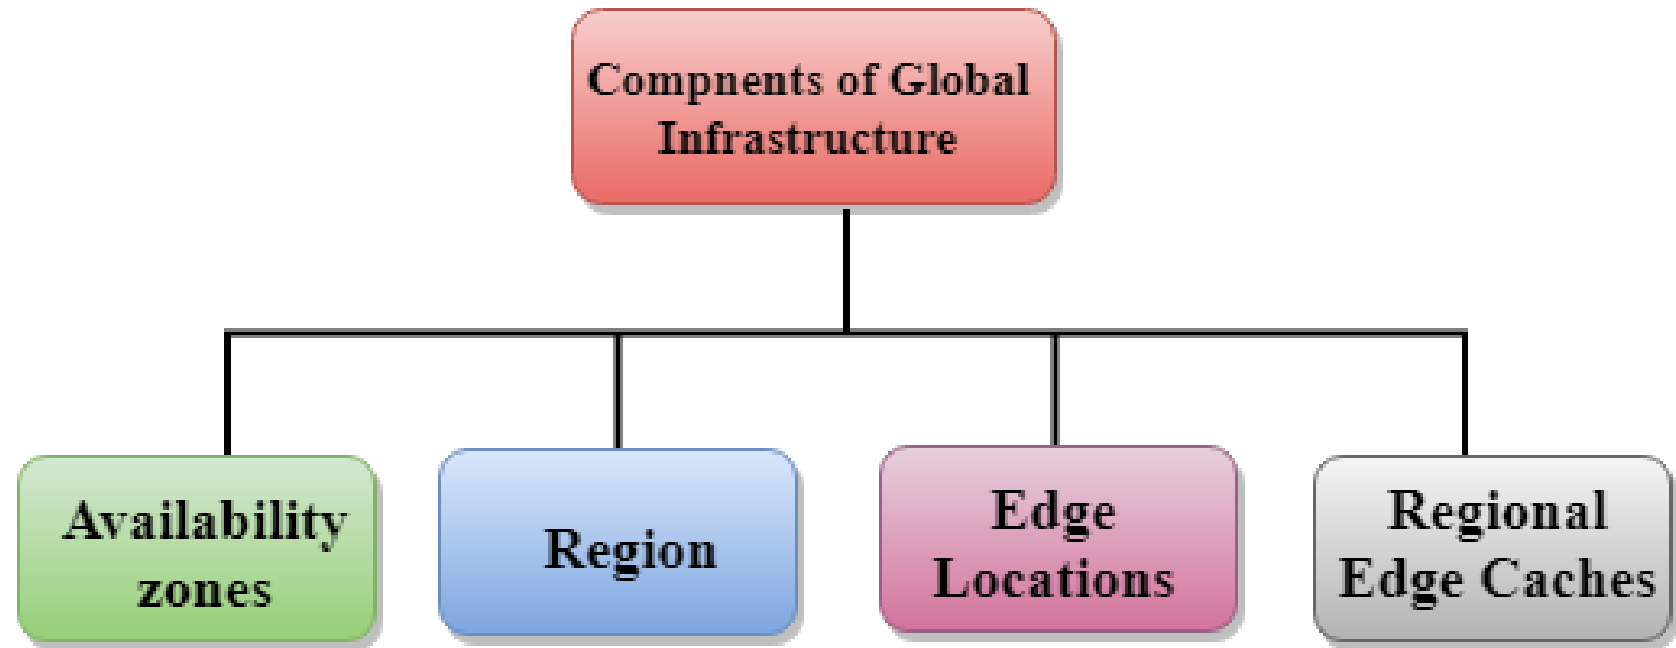 Compnents of Global
Infrastructure
Availability
zones
Region
Edge
Locations
Regional
Edge Caches